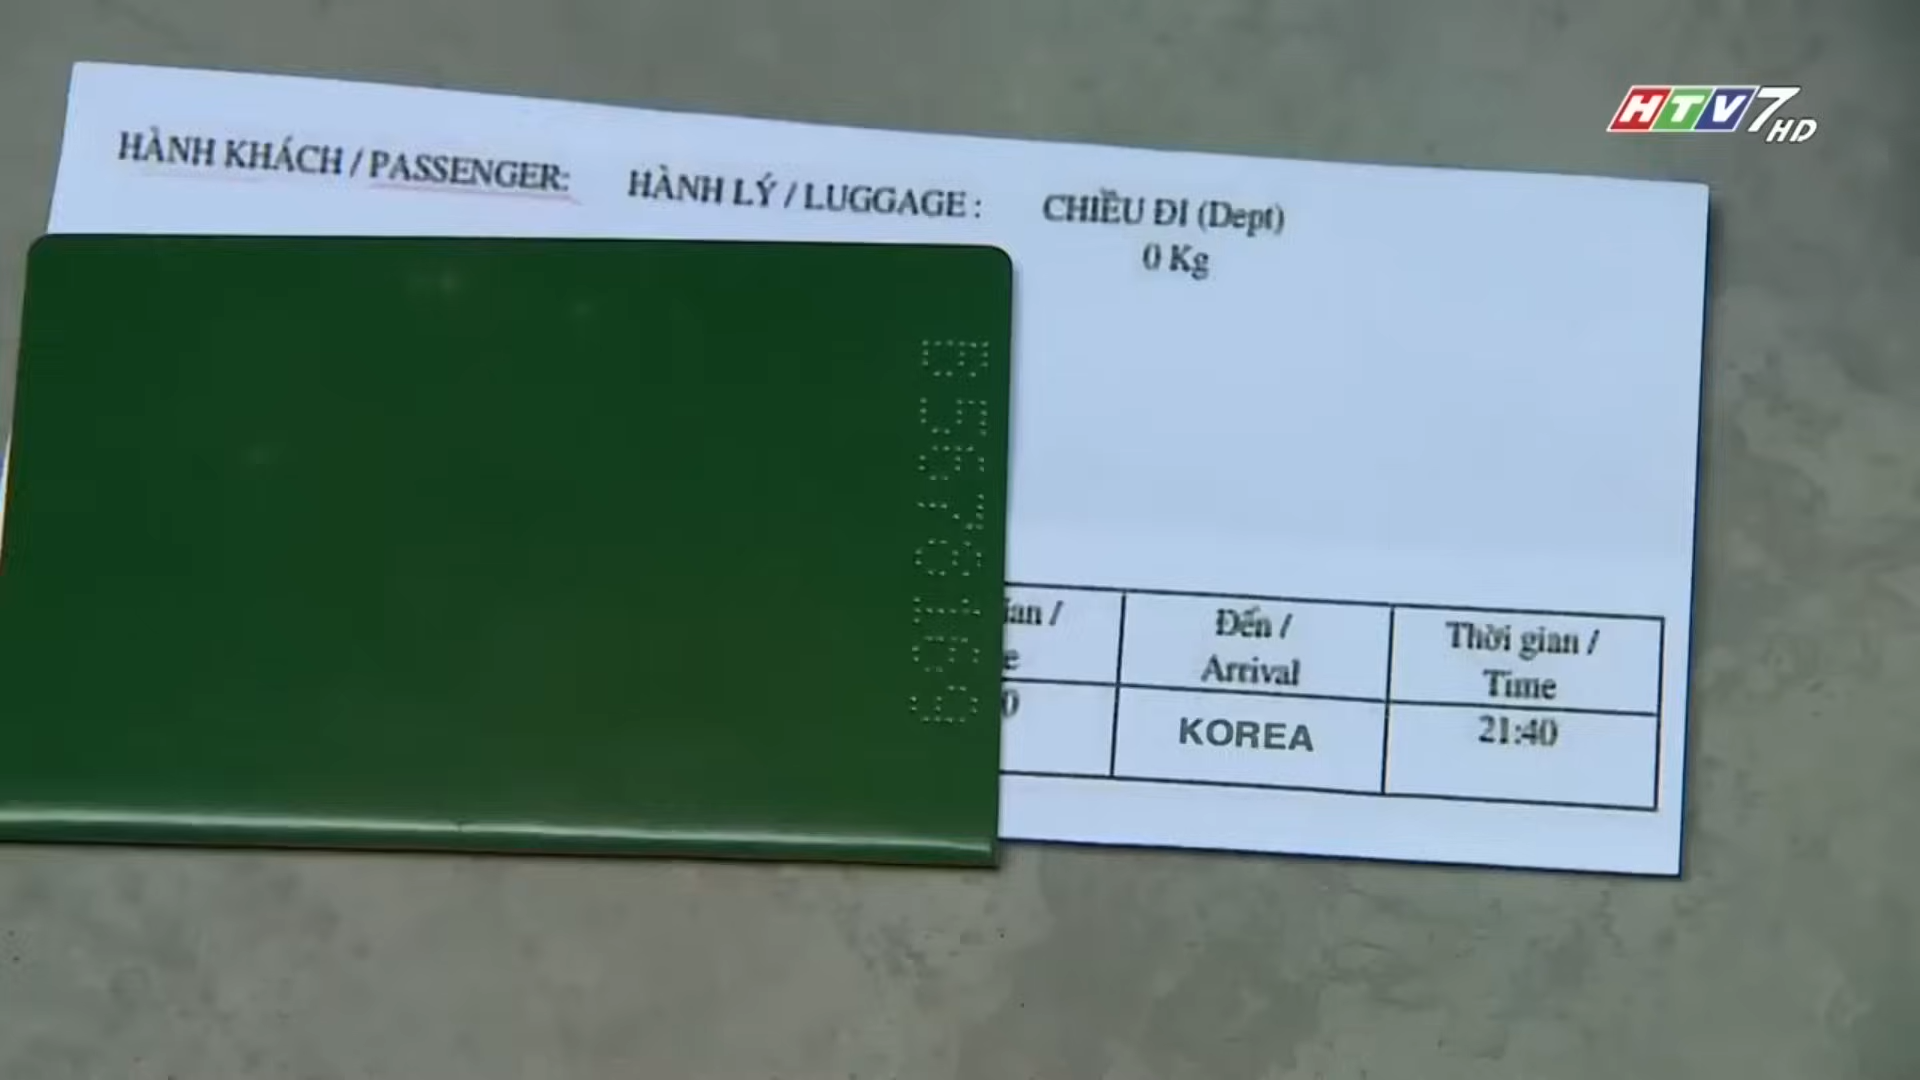 HTV7 HD
HÀNH KHÁCH / PASSENGER: HÀNH LÝ / LUGGAGE : CHIỀU ĐI (Dept)
0 Kg
Đến / Thời gian /
Arrival Time
KOREA 21:40